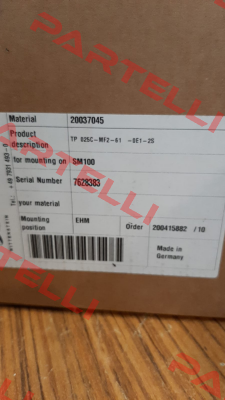 Material 20037045
Product description TP 025C-MF2-61 -0E1-2S
for mounting on SM100
Serial Number 7628383
your material
Mounting position EHM Order 200415882 /10
Made in Germany
PARTELLI
PARTELLI
PARTELLI